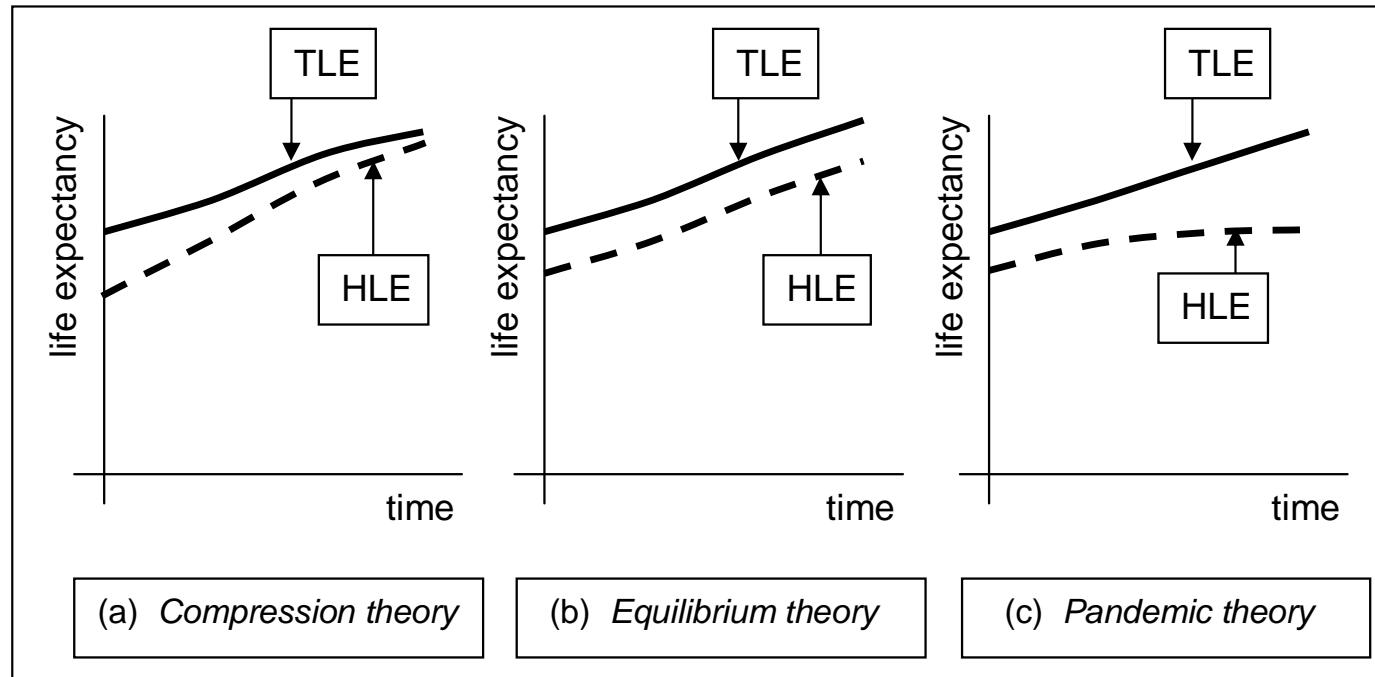 TLE
life expectancy
HLE
time
(a) Compression theory
TLE
life expectancy
HLE
time
(b) Equilibrium theory
TLE
life expectancy
HLE
time
(c) Pandemic theory